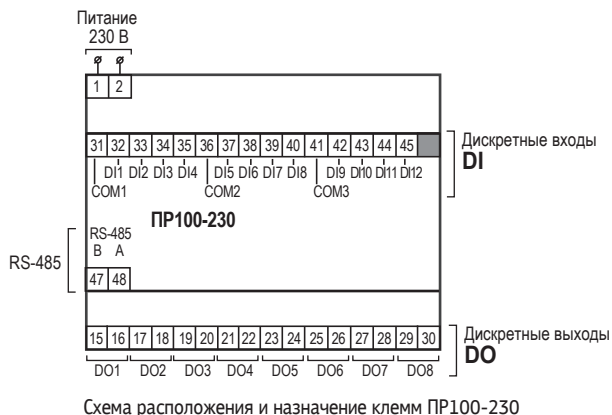 Питание
230 В
1 2
31 32 33 34 35 36 37 38 39 40 41 42 43 44 45
Дискретные входы
DI
DI1 DI2 DI3 DI4 DI5 DI6 DI7 DI8 DI9 DI10 DI11 DI12
COM1 COM2 COM3
ПР100-230
RS-485
B A
RS-485
47 48
15 16 17 18 19 20 21 22 23 24 25 26 27 28 29 30
Дискретные выходы
DO
DO1 DO2 DO3 DO4 DO5 DO6 DO7 DO8
Схема расположения и назначение клемм ПР100-230